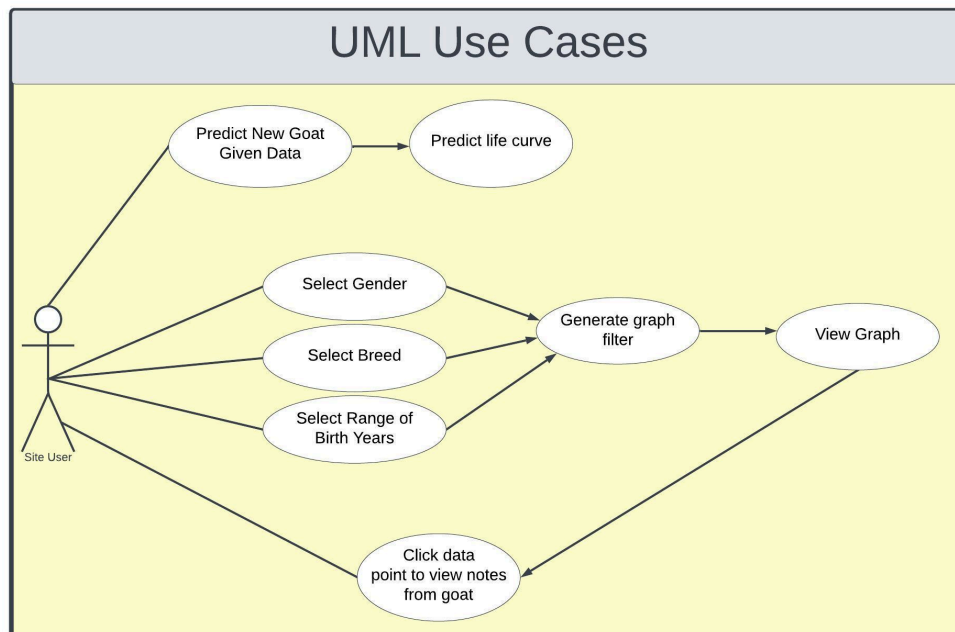 UML Use Cases
Predict New Goat
Given Data
Predict life curve
Select Gender
Generate graph
filter
View Graph
Select Breed
Select Range of
Birth Years
Site User
Click data
point to view notes
from goat